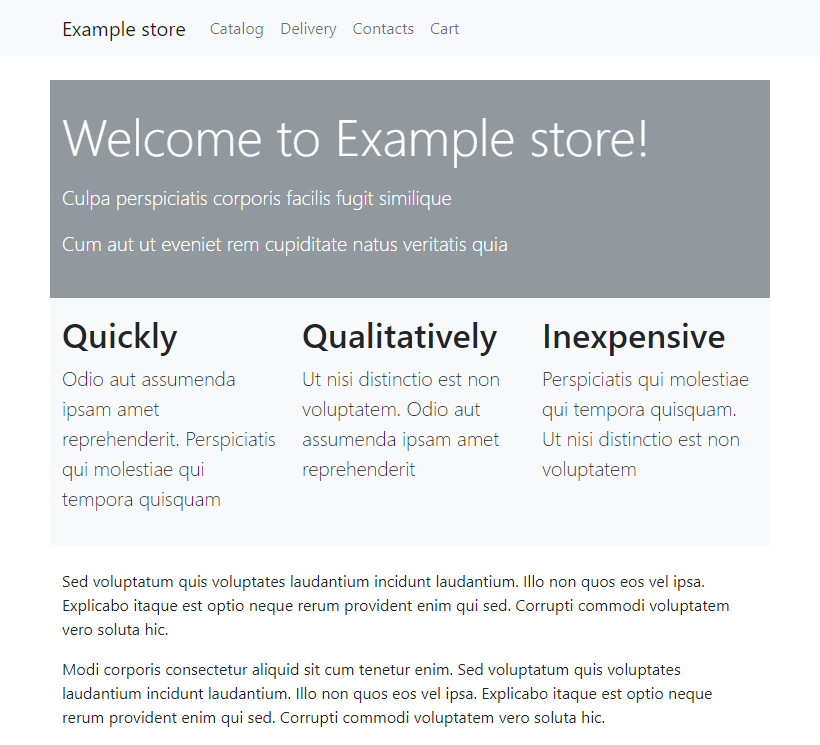 Example store Catalog Delivery Contacts Cart
Welcome to Example store!
Culpa perspiciatis corporis facilis fugit similique
Cum aut ut eveniet rem cupiditate natus veritatis quia
Quickly
Odio aut assumenda
ipsam amet
reprehenderit. Perspiciatis
qui molestiae qui
tempora quisquam
Qualitatively
Ut nisi distinctio est non
voluptatem. Odio aut
assumenda ipsam amet
reprehenderit
Inexpensive
Perspiciatis qui molestiae
qui tempora quisquam.
Ut nisi distinctio est non
voluptatem
Sed voluptatum quis voluptates laudantium incidunt laudantium. Illo non quos eos vel ipsa.
Explicabo itaque est optio neque rerum provident enim qui sed. Corrupti commodi voluptatem
vero soluta hic.
Modi corporis consectetur aliquid sit cum tenetur enim. Sed voluptatum quis voluptates
laudantium incidunt laudantium. Illo non quos eos vel ipsa. Explicabo itaque est optio neque
rerum provident enim qui sed. Corrupti commodi voluptatem vero soluta hic.